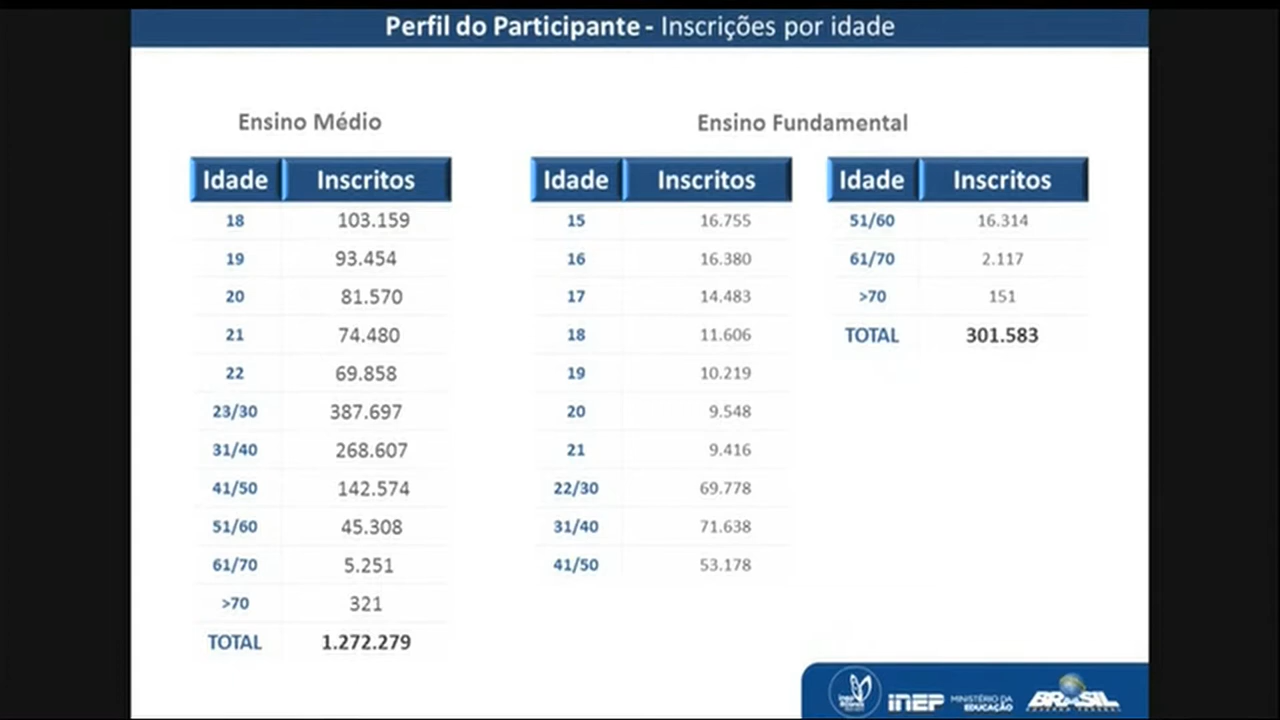 Perfil do Participante - Inscrições por idade
Ensino Médio
Idade Inscritos
18 103.159
19 93.454
20 81.570
21 74.480
22 69.858
23/30 387.697
31/40 268.607
41/50 142.574
51/60 45.308
61/70 5.251
>70 321
TOTAL 1.272.279
Ensino Fundamental
Idade Inscritos
15 16.755
16 16.380
17 14.483
18 11.606
19 10.219
20 9.548
21 9.416
22/30 69.778
31/40 71.638
41/50 53.178
Idade Inscritos
51/60 16.314
61/70 2.117
>70 151
TOTAL 301.583
inep
MINISTÉRIO DA
EDUCAÇÃO
BRASIL
GOVERNO FEDERAL